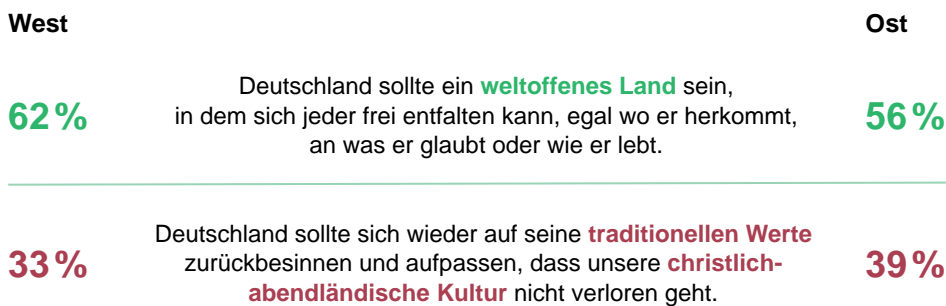 West Ost
Deutschland sollte ein weltoffenes Land sein,
62 % in dem sich jeder frei entfalten kann, egal wo er herkommt, 56 %
an was er glaubt oder wie er lebt.
Deutschland sollte sich wieder auf seine traditionellen Werte
33 % zurückbesinnen und aufpassen, dass unsere christlich- 39 %
abendländische Kultur nicht verloren geht.